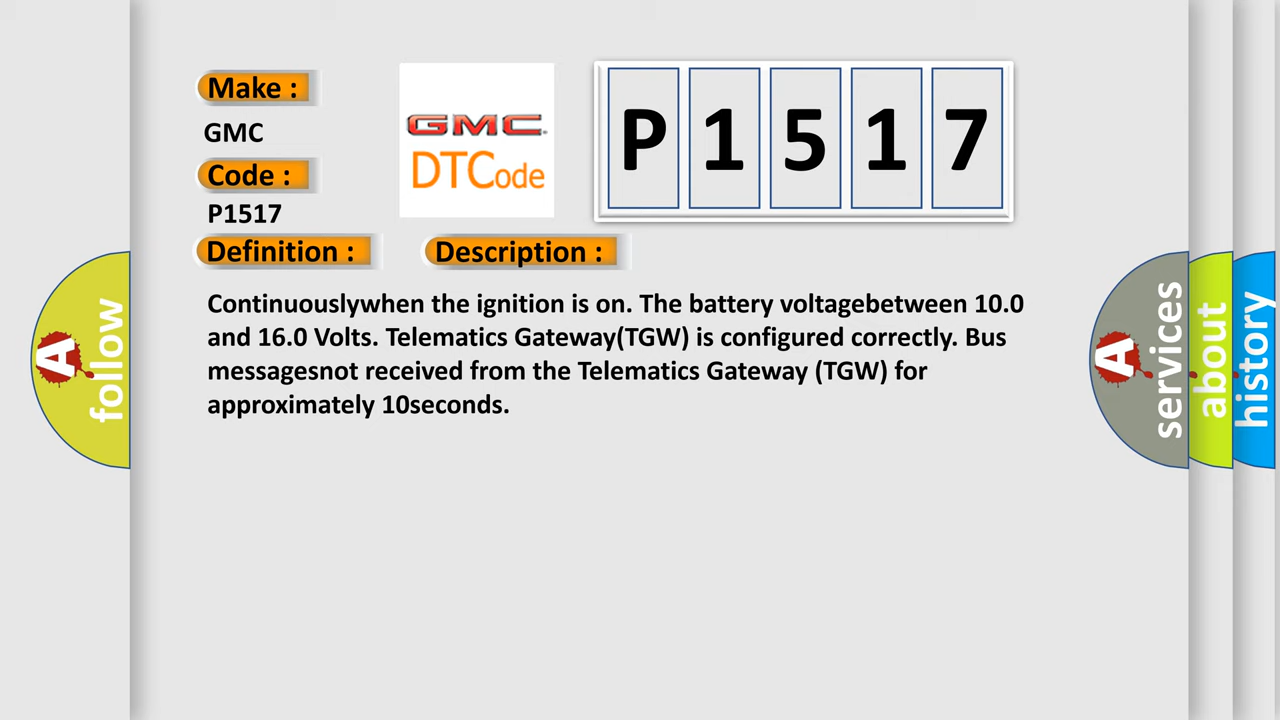 Make :
GMC
Code :
P1517
GMC
DTCode
P 1 5 1 7
Definition :
Description :
Continuouslywhen the ignition is on. The battery voltagebetween 10.0
and 16.0 Volts. Telematics Gateway(TGW) is configured correctly. Bus
messagesnot received from the Telematics Gateway (TGW) for
approximately 10seconds.
A
follow
A
services
about
history